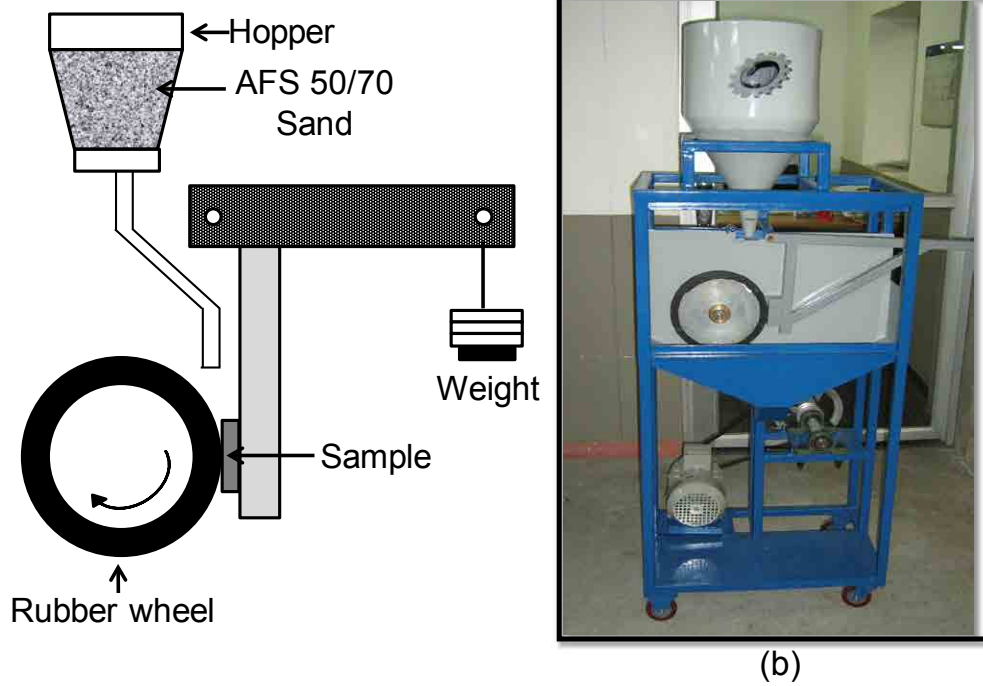 Hopper
AFS 50/70
Sand
Weight
Sample
Rubber wheel
(b)